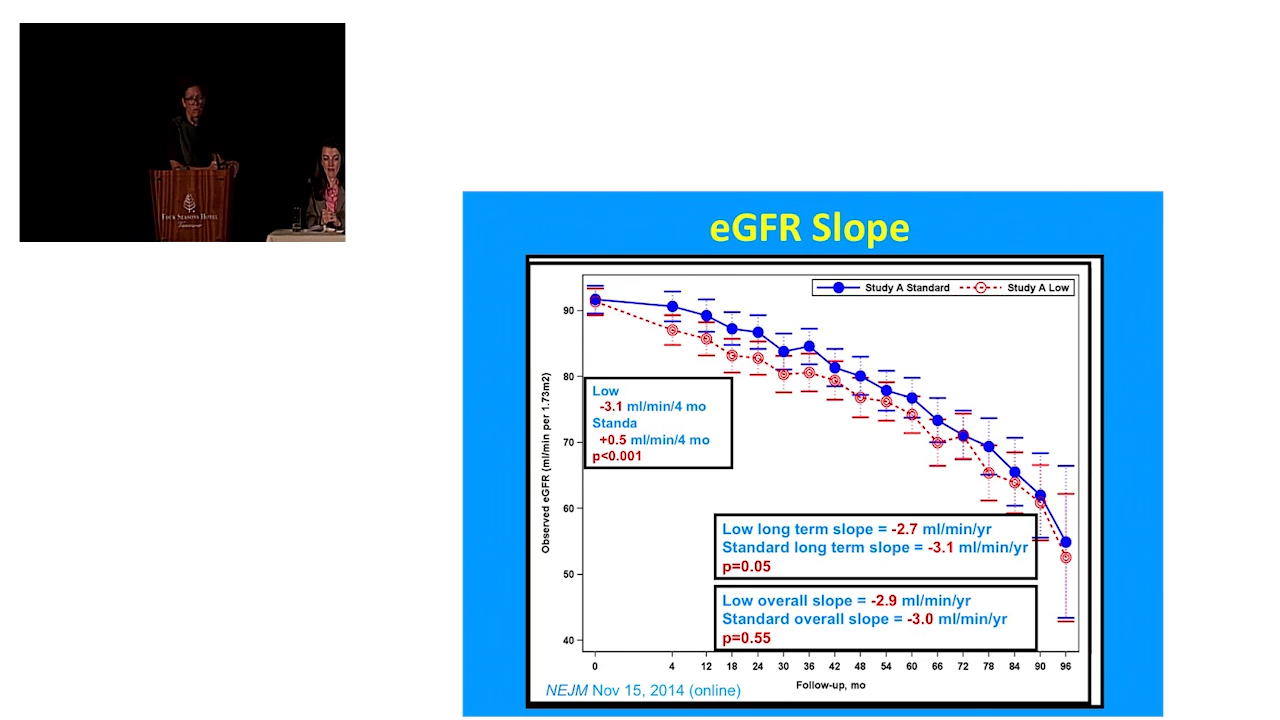 FOUR SEASONS HOTEL
Vancouver
eGFR Slope
Study A Standard
Study A Low
Observed eGFR (ml/min per 1.73m2)
90
80
70
60
50
40
Low
-3.1 ml/min/4 mo
Standa
+0.5 ml/min/4 mo
p<0.001
Low long term slope = -2.7 ml/min/yr
Standard long term slope = -3.1 ml/min/yr
p=0.05
Low overall slope = -2.9 ml/min/yr
Standard overall slope = -3.0 ml/min/yr
p=0.55
0 4 12 18 24 30 36 42 48 54 60 66 72 78 84 90 96
Follow-up, mo
NEJM Nov 15, 2014 (online)